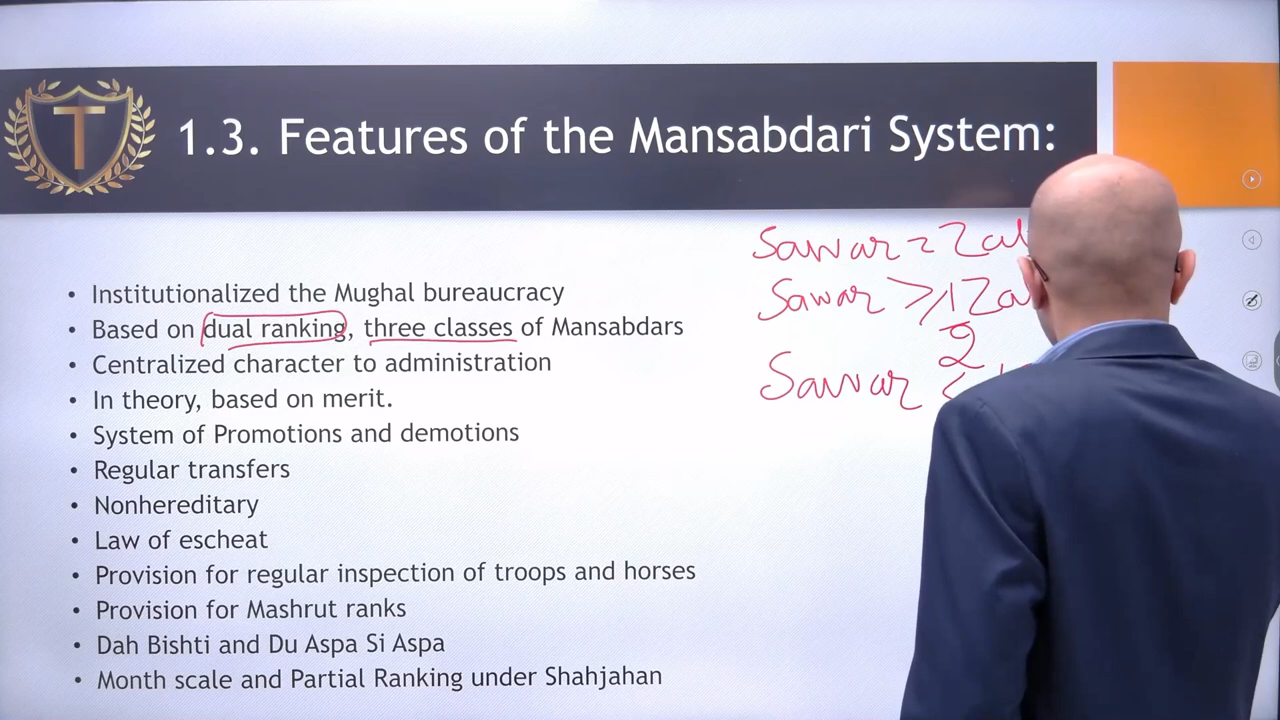 T
1.3. Features of the Mansabdari System:
Sawar = Zal
• Institutionalized the Mughal bureaucracy
Sawar ≥ 1 Za
2
• Based on dual ranking, three classes of Mansabdars
• Centralized character to administration
Sawar <
• In theory, based on merit.
• System of Promotions and demotions
• Regular transfers
• Nonhereditary
• Law of escheat
• Provision for regular inspection of troops and horses
• Provision for Mashrut ranks
• Dah Bishti and Du Aspa Si Aspa
• Month scale and Partial Ranking under Shahjahan